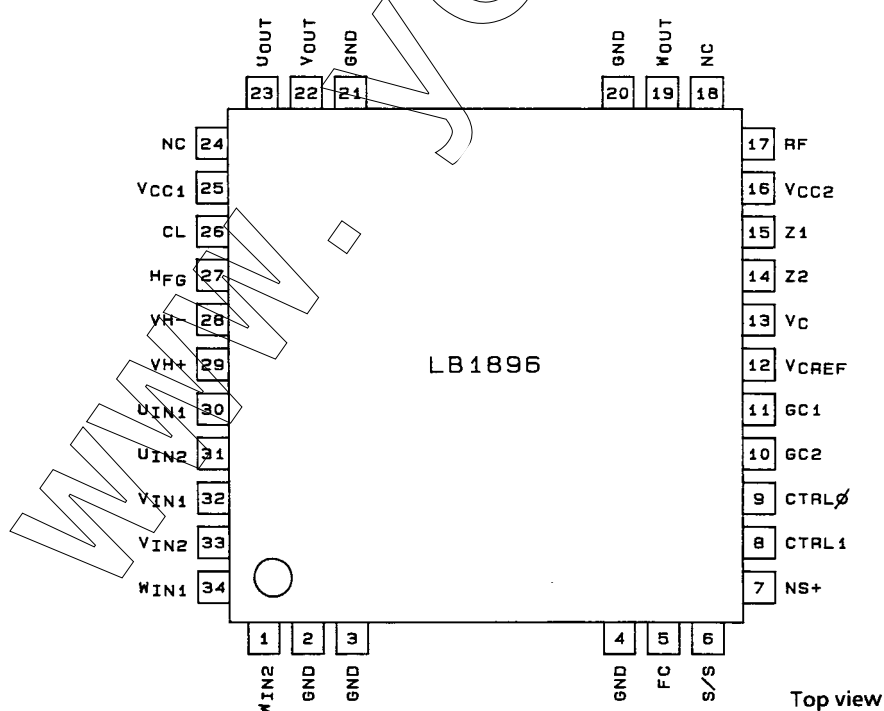 UOUT VOUT GND GND WOUT NC
23 22 21 20 19 18
NC 24 17 RF
VCC1 25 16 VCC2
CL 26 15 Z1
HFG 27 14 Z2
VH- 28 13 VC
VH+ 29 LB1896 12 VCREF
UIN1 30 11 GC1
UIN2 31 10 GC2
VIN1 32 9 CTRLØ
VIN2 33 8 CTRL1
WIN1 34 7 NS+
1 2 3 4 5 6
WIN2 GND GND GND FC S/S
Top view
www.yo